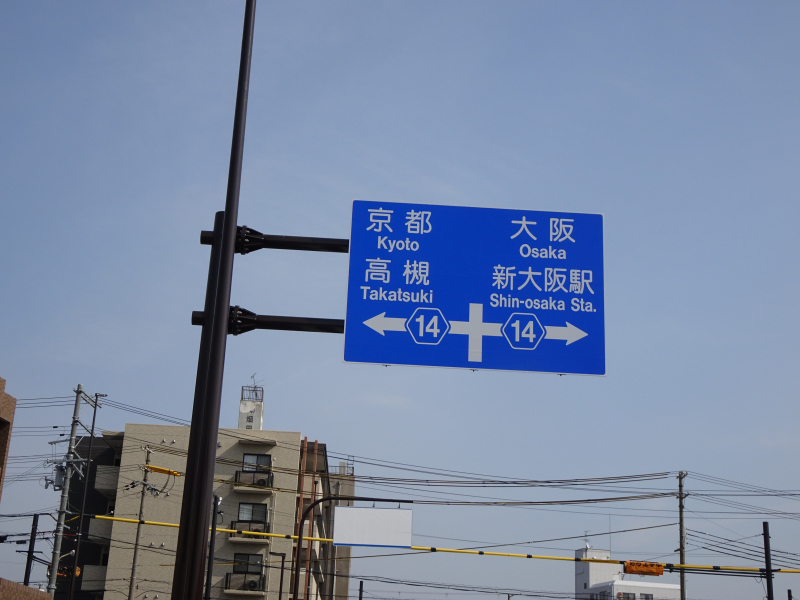 京都
Kyoto
高槻
Takatsuki
大阪
Osaka
新大阪駅
Shin-osaka Sta.
14
14